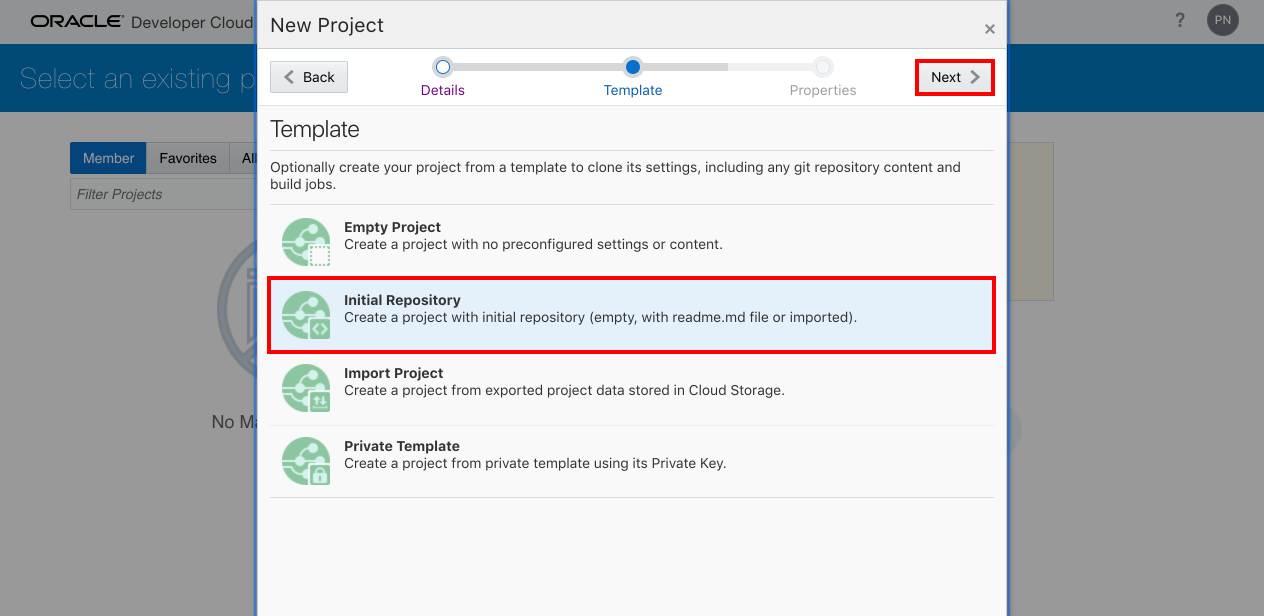 ORACLE Developer Cloud
New Project
×
?
PN
Select an existing p
Back
Details
Template
Properties
Next
Template
Optionally create your project from a template to clone its settings, including any git repository content and
build jobs.
Member
Favorites
All
Filter Projects
Empty Project
Create a project with no preconfigured settings or content.
Initial Repository
Create a project with initial repository (empty, with readme.md file or imported).
Import Project
Create a project from exported project data stored in Cloud Storage.
No Ma
Private Template
Create a project from private template using its Private Key.